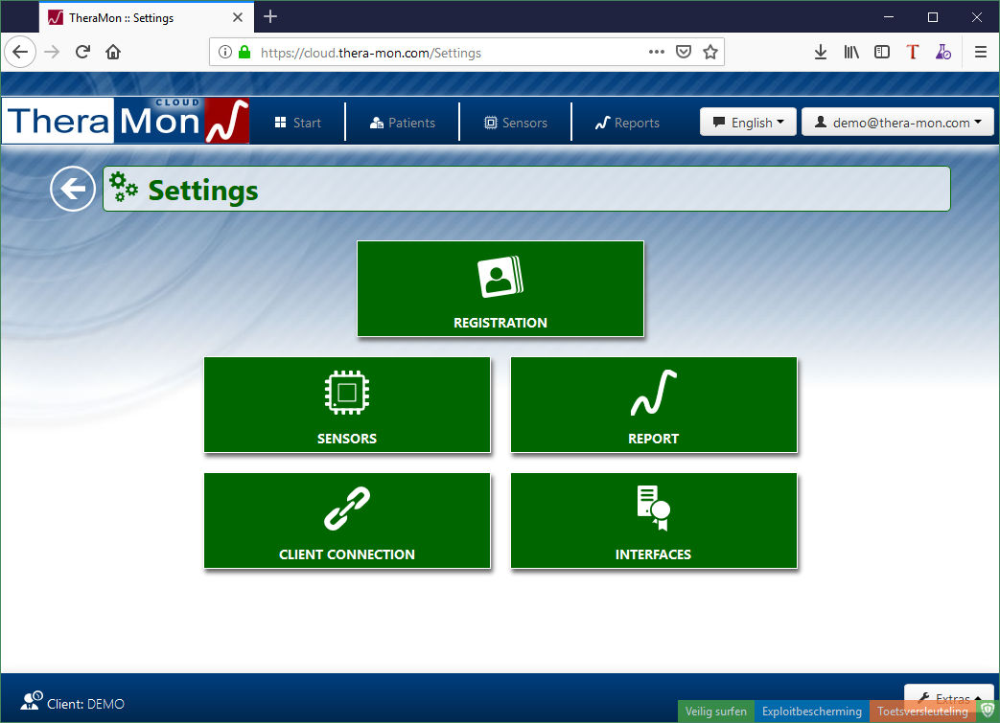 TheraMon :: Settings
https://cloud.thera-mon.com/Settings
TheraMon CLOUD
Start
Patients
Sensors
Reports
English
demo@thera-mon.com
Settings
REGISTRATION
SENSORS
REPORT
CLIENT CONNECTION
INTERFACES
Client: DEMO
Extras
Veilig surfen
Exploitbescherming
Toetsversleuteling